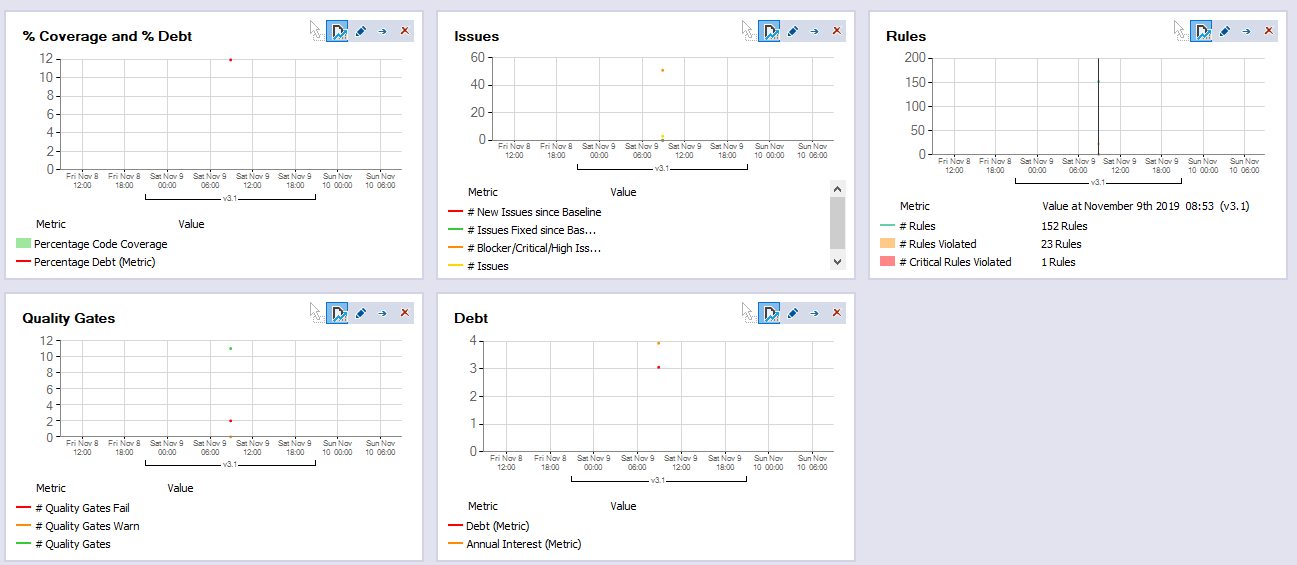 % Coverage and % Debt
12
10
8
6
4
2
0
Fri Nov 8 Fri Nov 8 Sat Nov 9 Sat Nov 9 Sat Nov 9 Sat Nov 9 Sun Nov Sun Nov
12:00 18:00 00:00 06:00 12:00 18:00 10 00:00 10 06:00
v3.1
Metric Value
Percentage Code Coverage
Percentage Debt (Metric)
Issues
60
40
20
0
Fri Nov 8 Fri Nov 8 Sat Nov 9 Sat Nov 9 Sat Nov 9 Sat Nov 9 Sun Nov Sun Nov
12:00 18:00 00:00 06:00 12:00 18:00 10 00:00 10 06:00
v3.1
Metric Value
# New Issues since Baseline
# Issues Fixed since Bas...
# Blocker/Critical/High Iss...
# Issues
Rules
200
150
100
50
0
Fri Nov 8 Fri Nov 8 Sat Nov 9 Sat Nov 9 Sat Nov 9 Sat Nov 9 Sun Nov Sun Nov
12:00 18:00 00:00 06:00 12:00 18:00 10 00:00 10 06:00
v3.1
Metric Value at November 9th 2019 08:53 (v3.1)
# Rules 152 Rules
# Rules Violated 23 Rules
# Critical Rules Violated 1 Rules
Quality Gates
12
10
8
6
4
2
0
Fri Nov 8 Fri Nov 8 Sat Nov 9 Sat Nov 9 Sat Nov 9 Sat Nov 9 Sun Nov Sun Nov
12:00 18:00 00:00 06:00 12:00 18:00 10 00:00 10 06:00
v3.1
Metric Value
# Quality Gates Fail
# Quality Gates Warn
# Quality Gates
Debt
4
3
2
1
0
Fri Nov 8 Fri Nov 8 Sat Nov 9 Sat Nov 9 Sat Nov 9 Sat Nov 9 Sun Nov Sun Nov
12:00 18:00 00:00 06:00 12:00 18:00 10 00:00 10 06:00
v3.1
Metric Value
Debt (Metric)
Annual Interest (Metric)